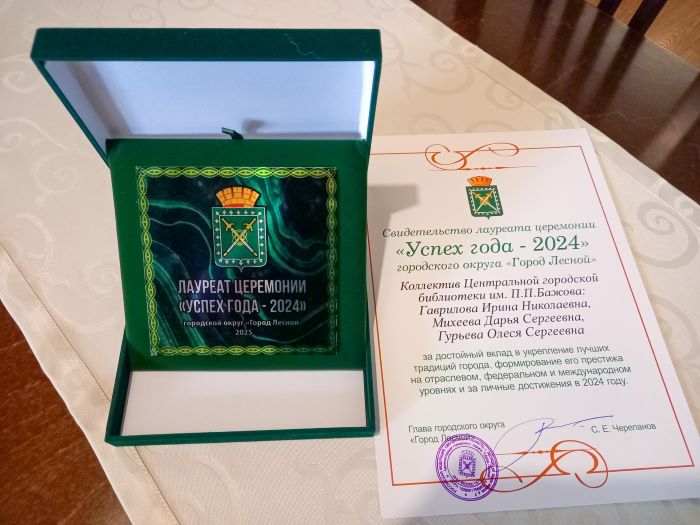 ЛАУРЕАТ ЦЕРЕМОНИИ
«УСПЕХ ГОДА - 2024»
городской округ «Город Лесной»
2025
Свидетельство лауреата церемонии
«Успех года - 2024»
городского округа «Город Лесной»
Коллектив Центральной городской
библиотеки им. П.П.Бажова:
Гаврилова Ирина Николаевна,
Михеева Дарья Сергеевна,
Гурьева Олеся Сергеевна
за достойный вклад в укрепление лучших
традиций города, формирование его престижа
на отраслевом, федеральном и международном
уровнях и за личные достижения в 2024 году.
Глава городского округа
«Город Лесной»
С. Е. Черепанов